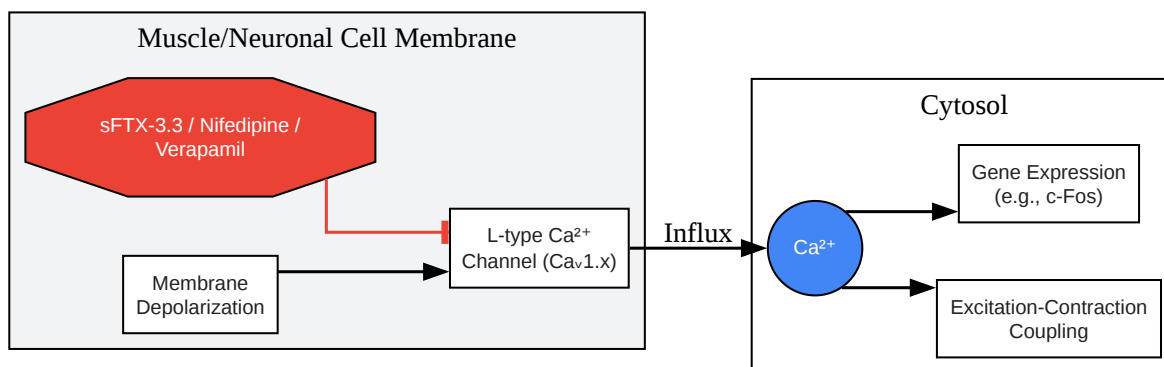 Muscle/Neuronal Cell Membrane
sFTX-3.3 / Nifedipine /
Verapamil
L-type Ca²⁺
Channel (Caᵥ1.x)
Membrane
Depolarization
Influx
Cytosol
Ca²⁺
Gene Expression
(e.g., c-Fos)
Excitation-Contraction
Coupling